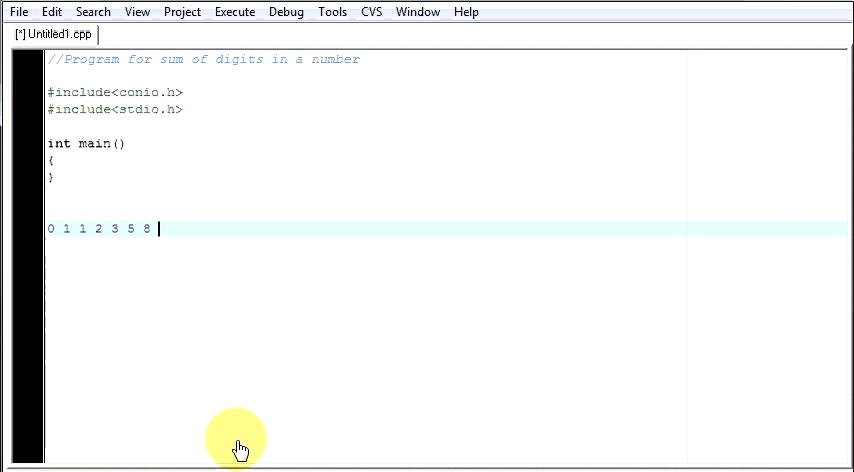 File Edit Search View Project Execute Debug Tools CVS Window Help
[*] Untitled1.cpp
//Program for sum of digits in a number
#include<conio.h>
#include<stdio.h>
int main()
{
}
0 1 1 2 3 5 8